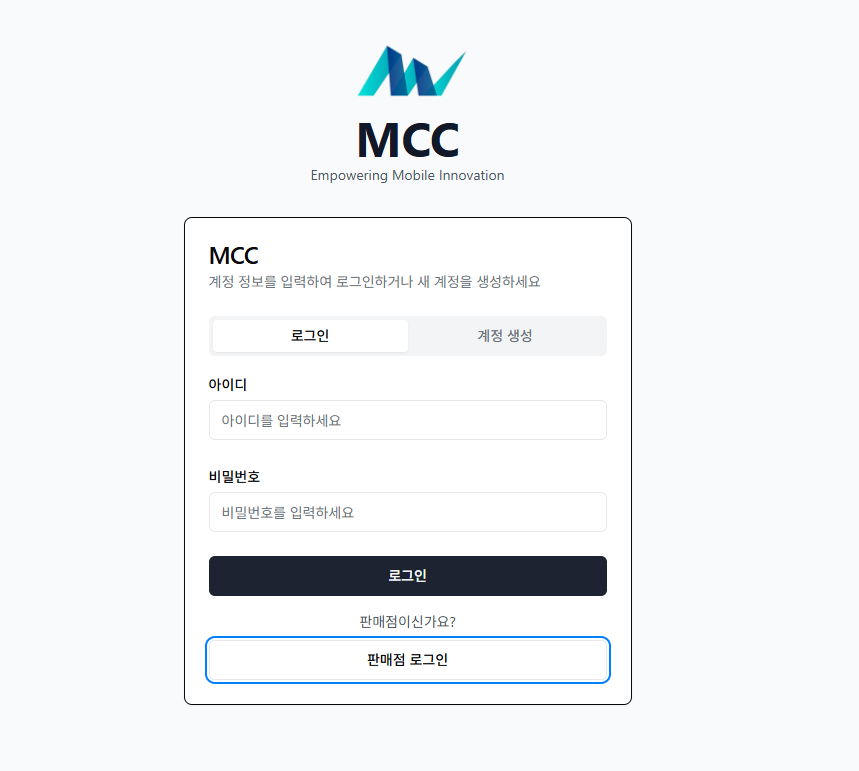 MCC
Empowering Mobile Innovation
MCC
계정 정보를 입력하여 로그인하거나 새 계정을 생성하세요
로그인
계정 생성
아이디
아이디를 입력하세요
비밀번호
비밀번호를 입력하세요
로그인
판매점이신가요?
판매점 로그인